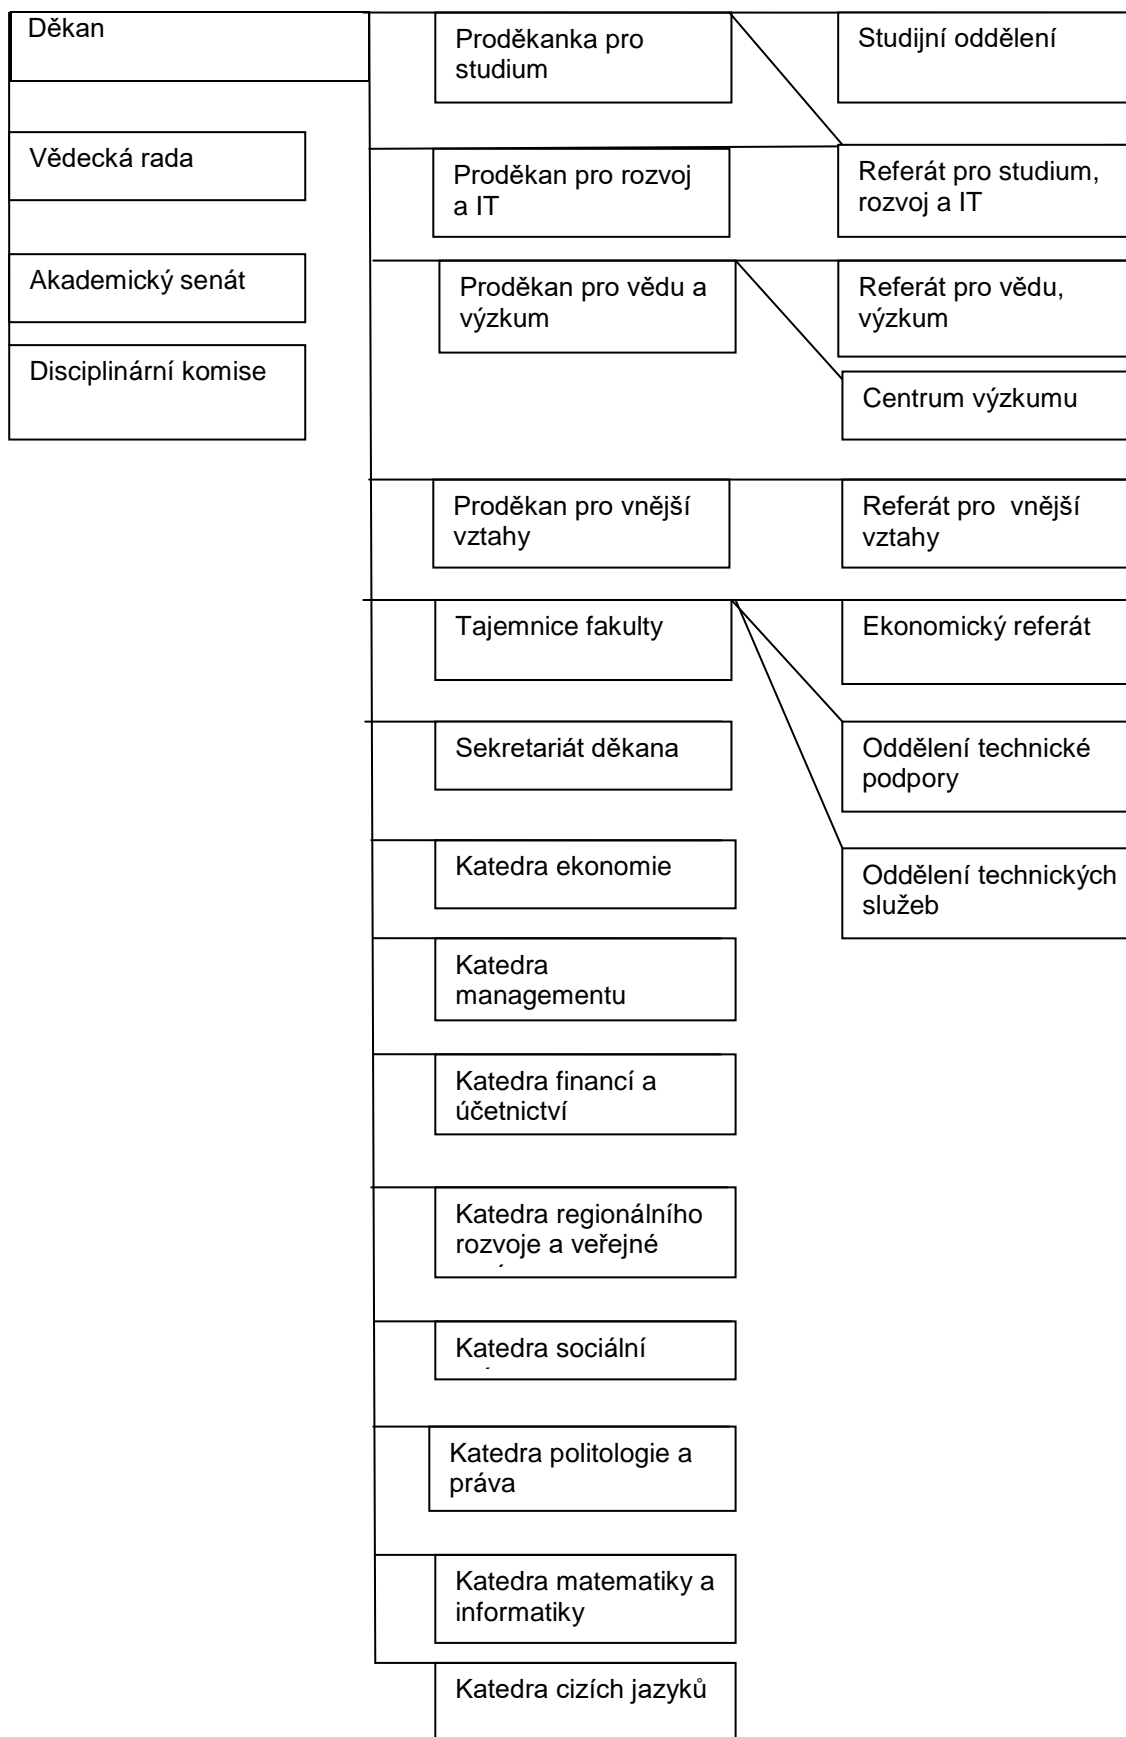 Děkan
Vědecká rada
Akademický senát
Disciplinární komise
Proděkanka pro
studium
Proděkan pro rozvoj
a IT
Proděkan pro vědu a
výzkum
Proděkan pro vnější
vztahy
Tajemnice fakulty
Sekretariát děkana
Katedra ekonomie
Katedra
managementu
Katedra financí a
účetnictví
Katedra regionálního
rozvoje a veřejné
Katedra sociální
Katedra politologie a
práva
Katedra matematiky a
informatiky
Katedra cizích jazyků
Studijní oddělení
Referát pro studium,
rozvoj a IT
Referát pro vědu,
výzkum
Centrum výzkumu
Referát pro  vnější
vztahy
Ekonomický referát
Oddělení technické
podpory
Oddělení technických
služeb